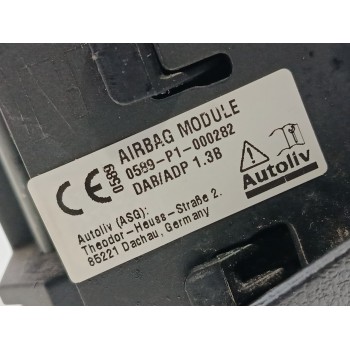 AIRBAG MODULE
CE 0589 0589-P1-000282
DAB/ADP 1.3B
Autoliv (ASG):
Theodor-Heuss-Straße 2.
85221 Dachau, Germany
Autoliv